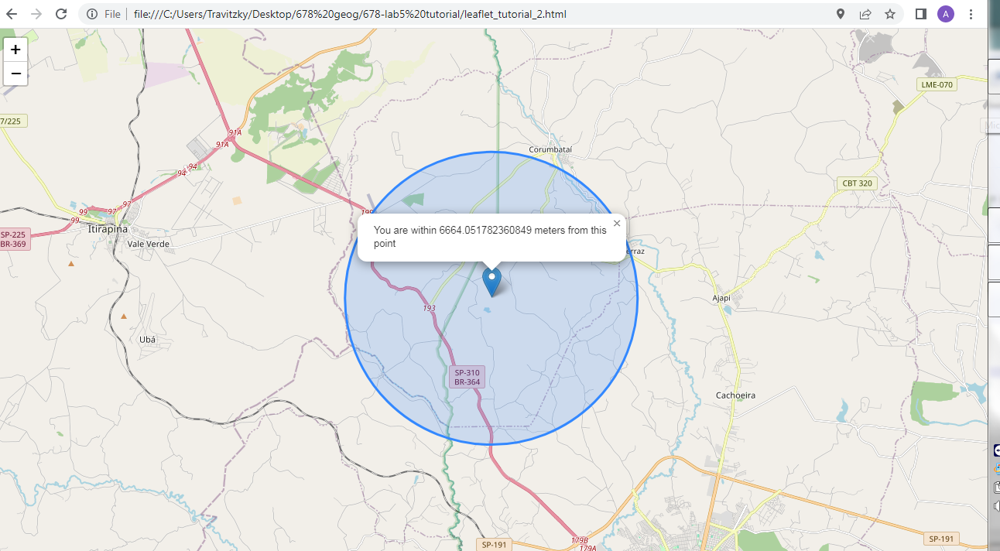 File
file:///C:/Users/Travitzky/Desktop/678%20geog/678-lab5%20tutorial/leaflet_tutorial_2.html
A
+
−
LME-070
7/225
91A
91A
Corumbataí
94
94
CBT 320
97
97
99
99
199
Itirapina
SP-225
BR-369
Vale Verde
You are within 6664.051782360849 meters from this
point
×
erraz
Ajapi
193
Ubá
SP-310
BR-364
Cachoeira
179B
179A
SP-191
SP-191